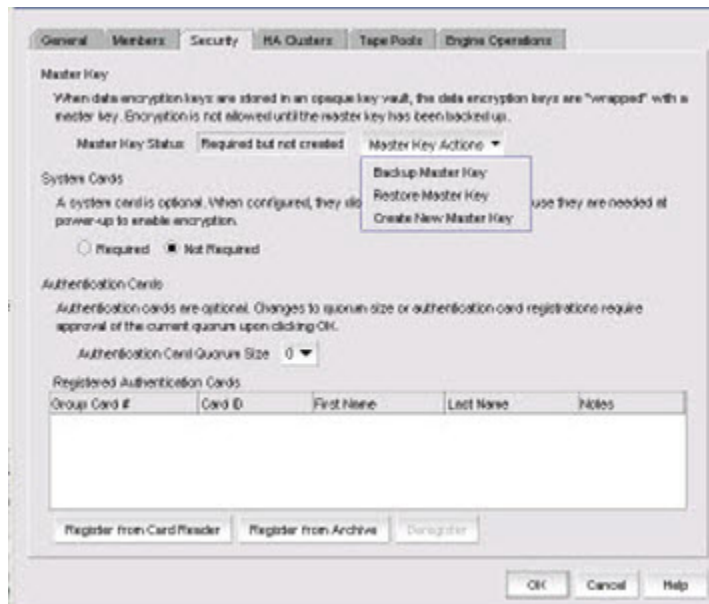 General Members Security HA Clusters Tape Pools Engine Operations
Master Key
When data encryption keys are stored in an opaque key vault, the data encryption keys are "wrapped" with a
master key. Encryption is not allowed until the master key has been backed up.
Master Key Status: Required but not created Master Key Actions
Backup Master Key
Restore Master Key
Create New Master Key
System Cards
A system card is optional. When configured, they use they are needed at
power-up to enable encryption.
Required Not Required
Authentication Cards
Authentication cards are optional. Changes to quorum size or authentication card registrations require
approval of the current quorum upon clicking OK.
Authentication Card Quorum Size 0
Registered Authentication Cards
Group Card # Card ID First Name Last Name Notes
Register from Card Reader Register from Archive Deregister
OK Cancel Help